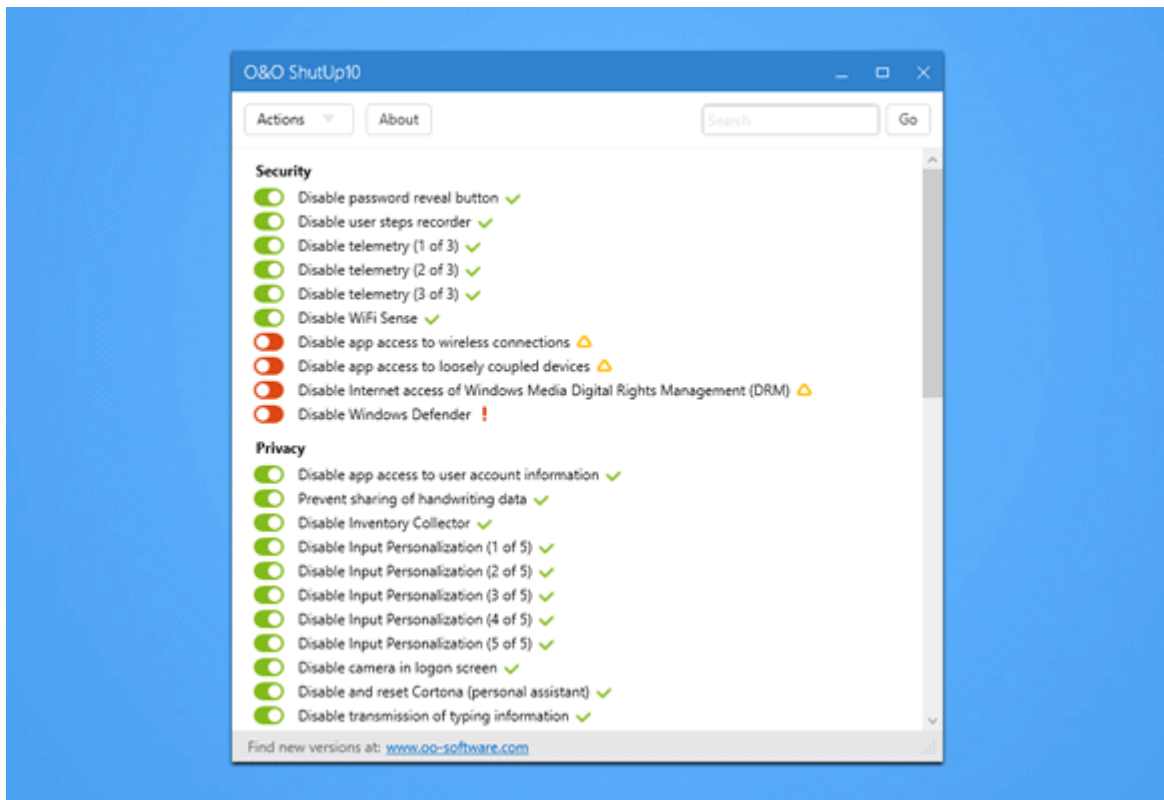 O&O ShutUp10
Actions About Search Go
Security
Disable password reveal button
Disable user steps recorder
Disable telemetry (1 of 3)
Disable telemetry (2 of 3)
Disable telemetry (3 of 3)
Disable WiFi Sense
Disable app access to wireless connections
Disable app access to loosely coupled devices
Disable Internet access of Windows Media Digital Rights Management (DRM)
Disable Windows Defender
Privacy
Disable app access to user account information
Prevent sharing of handwriting data
Disable Inventory Collector
Disable Input Personalization (1 of 5)
Disable Input Personalization (2 of 5)
Disable Input Personalization (3 of 5)
Disable Input Personalization (4 of 5)
Disable Input Personalization (5 of 5)
Disable camera in logon screen
Disable and reset Cortona (personal assistant)
Disable transmission of typing information
Find new versions at: www.oo-software.com